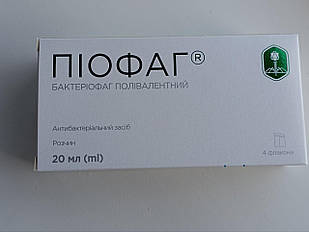 ПІОФАГ®
БАКТЕРІОФАГ ПОЛІВАЛЕНТНИЙ
Антибактеріальний засіб
Розчин
20 мл (ml)
4 флакони